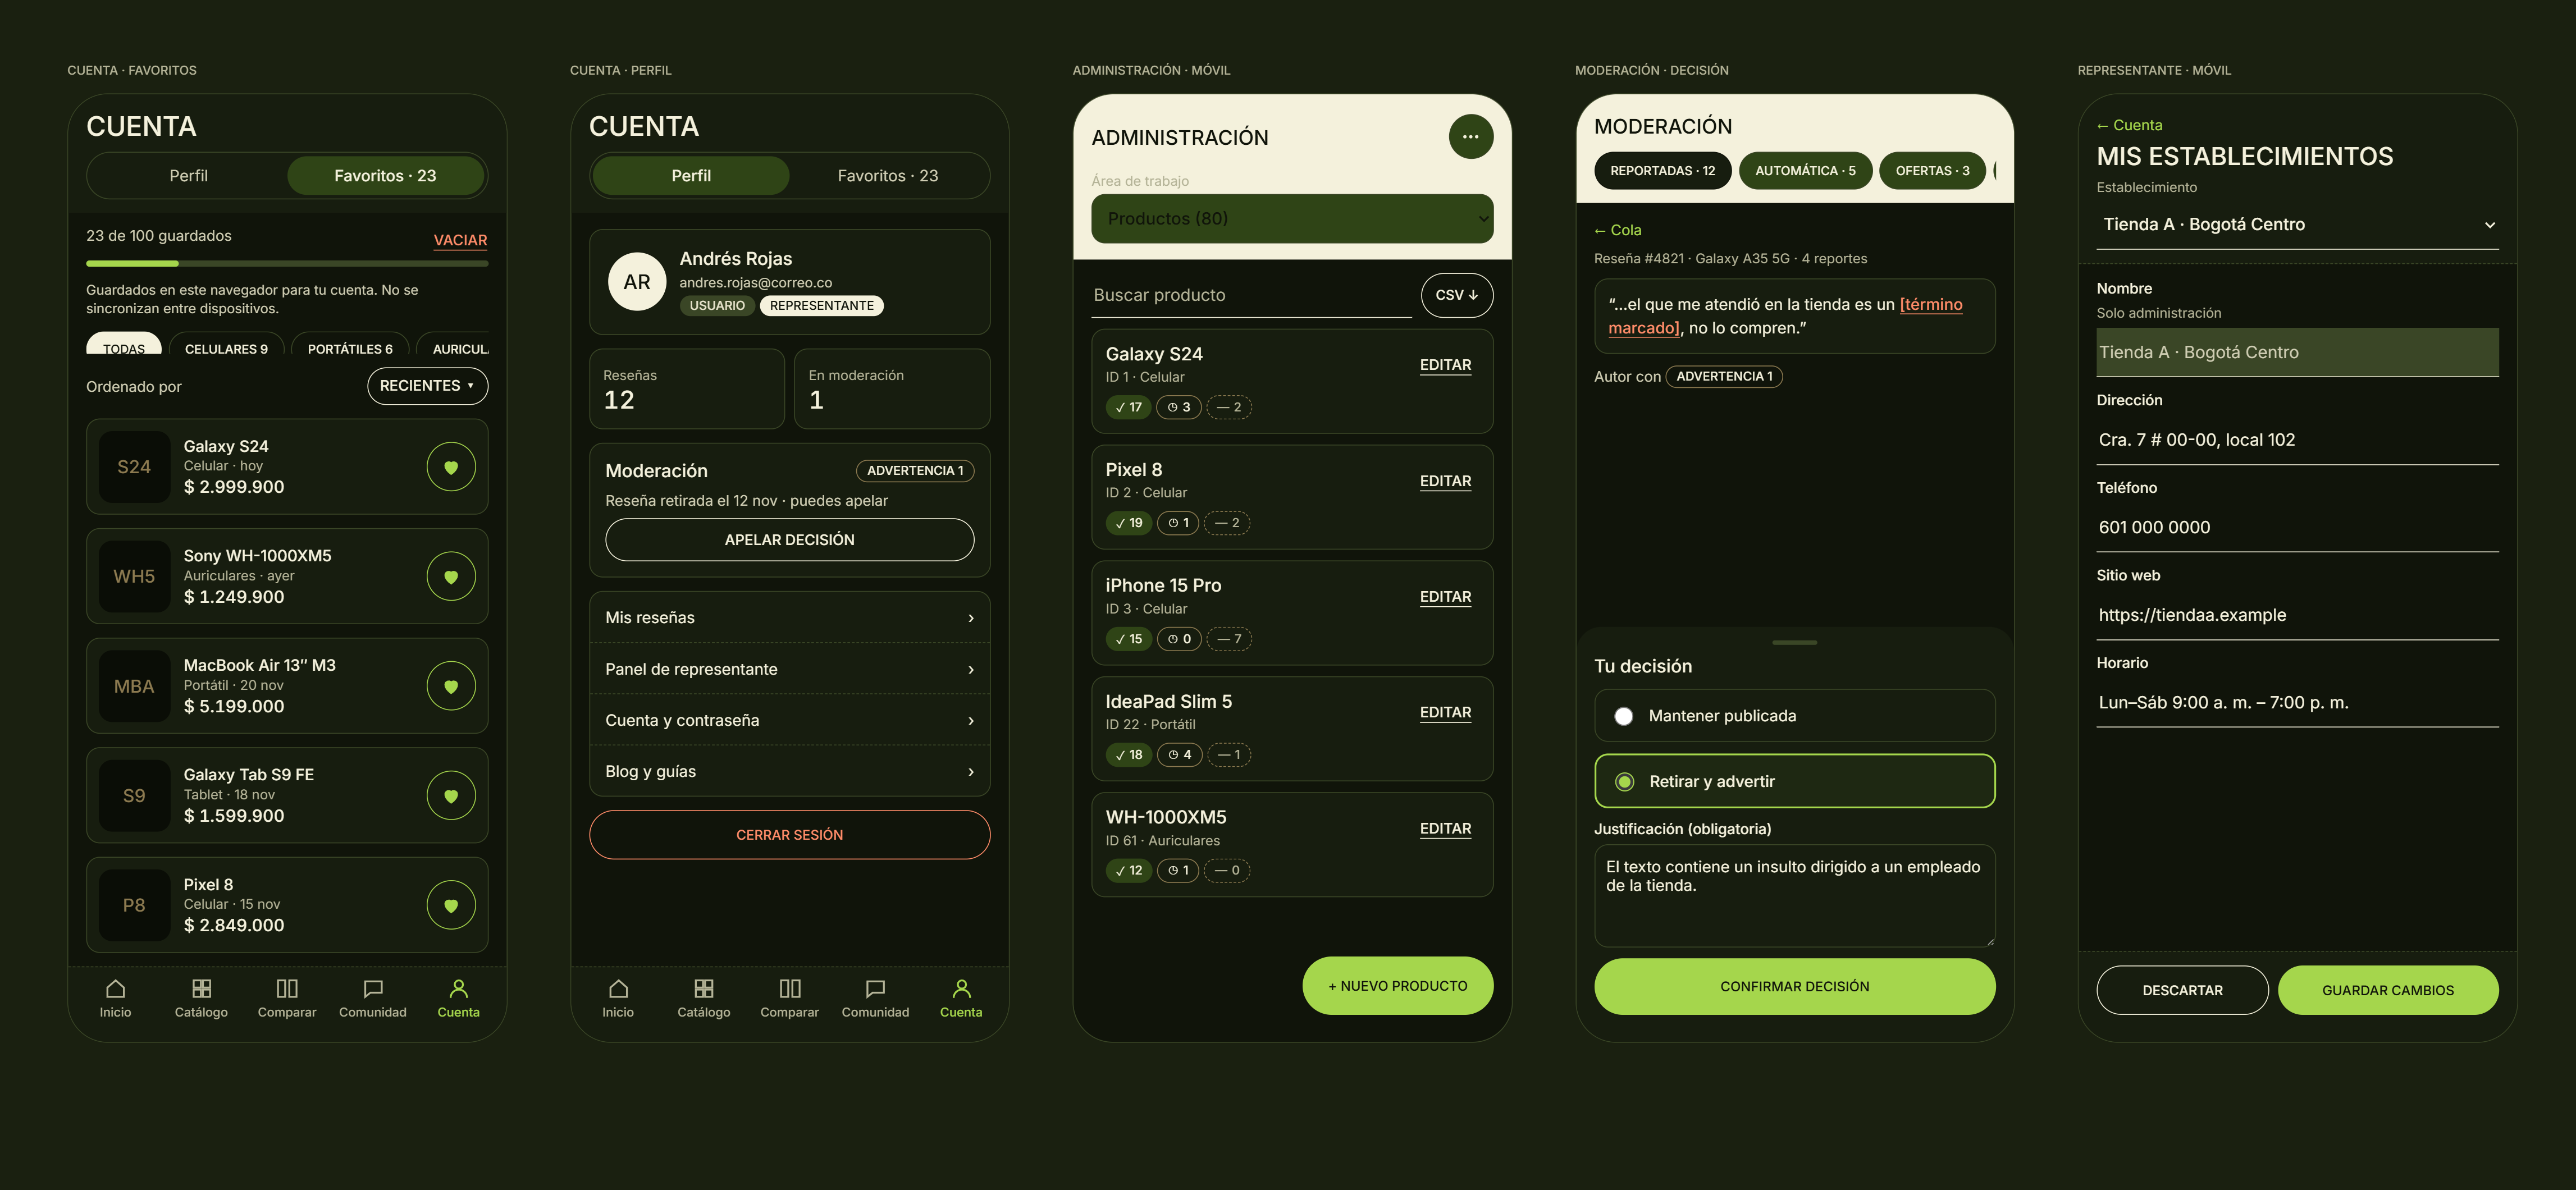 CUENTA · FAVORITOS
CUENTA
Perfil
Favoritos · 23
23 de 100 guardados
VACIAR
Guardados en este navegador para tu cuenta. No se
sincronizan entre dispositivos.
TODAS
CELULARES 9
PORTÁTILES 6
AURICUL
Ordenado por
RECIENTES ▾
S24
Galaxy S24
Celular · hoy
$ 2.999.900
WH5
Sony WH-1000XM5
Auriculares · ayer
$ 1.249.900
MBA
MacBook Air 13″ M3
Portátil · 20 nov
$ 5.199.000
S9
Galaxy Tab S9 FE
Tablet · 18 nov
$ 1.599.900
P8
Pixel 8
Celular · 15 nov
$ 2.849.000
Inicio
Catálogo
Comparar
Comunidad
Cuenta
CUENTA · PERFIL
CUENTA
Perfil
Favoritos · 23
AR
Andrés Rojas
andres.rojas@correo.co
USUARIO
REPRESENTANTE
Reseñas
12
En moderación
1
Moderación
ADVERTENCIA 1
Reseña retirada el 12 nov · puedes apelar
APELAR DECISIÓN
Mis reseñas ›
Panel de representante ›
Cuenta y contraseña ›
Blog y guías ›
CERRAR SESIÓN
Inicio
Catálogo
Comparar
Comunidad
Cuenta
ADMINISTRACIÓN · MÓVIL
ADMINISTRACIÓN
···
Área de trabajo
Productos (80)
Buscar producto
CSV ↓
Galaxy S24
EDITAR
ID 1 · Celular
✓ 17
◷ 3
— 2
Pixel 8
EDITAR
ID 2 · Celular
✓ 19
◷ 1
— 2
iPhone 15 Pro
EDITAR
ID 3 · Celular
✓ 15
◷ 0
— 7
IdeaPad Slim 5
EDITAR
ID 22 · Portátil
✓ 18
◷ 4
— 1
WH-1000XM5
EDITAR
ID 61 · Auriculares
✓ 12
◷ 1
— 0
+ NUEVO PRODUCTO
MODERACIÓN · DECISIÓN
MODERACIÓN
REPORTADAS · 12
AUTOMÁTICA · 5
OFERTAS · 3
← Cola
Reseña #4821 · Galaxy A35 5G · 4 reportes
“…el que me atendió en la tienda es un [término
marcado], no lo compren.”
Autor con ADVERTENCIA 1
Tu decisión
Mantener publicada
Retirar y advertir
Justificación (obligatoria)
El texto contiene un insulto dirigido a un empleado
de la tienda.
CONFIRMAR DECISIÓN
REPRESENTANTE · MÓVIL
← Cuenta
MIS ESTABLECIMIENTOS
Establecimiento
Tienda A · Bogotá Centro
Nombre
Solo administración
Tienda A · Bogotá Centro
Dirección
Cra. 7 # 00-00, local 102
Teléfono
601 000 0000
Sitio web
https://tiendaa.example
Horario
Lun–Sáb 9:00 a. m. – 7:00 p. m.
DESCARTAR
GUARDAR CAMBIOS